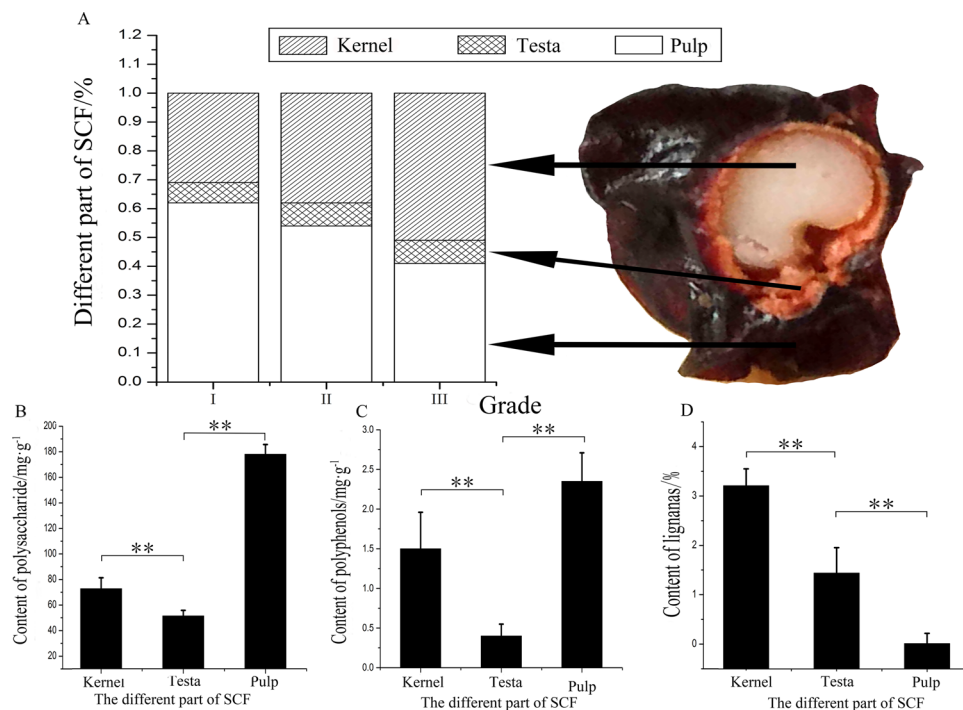 A
Kernel Testa Pulp
Different part of SCF/%
1.2
1.1
1.0
0.9
0.8
0.7
0.6
0.5
0.4
0.3
0.2
0.1
0.0
I II III
Grade
B
Content of polysaccharide/mg·g⁻¹
200
180
160
140
120
100
80
60
40
20
**
**
Kernel Testa Pulp
The different part of SCF
C
Content of polyphenols/mg·g⁻¹
3.0
2.5
2.0
1.5
1.0
0.5
0.0
**
**
Kernel Testa Pulp
The different part of SCF
D
Content of lignanas/%
4
3
2
1
0
**
**
Kernel Testa Pulp
The different part of SCF